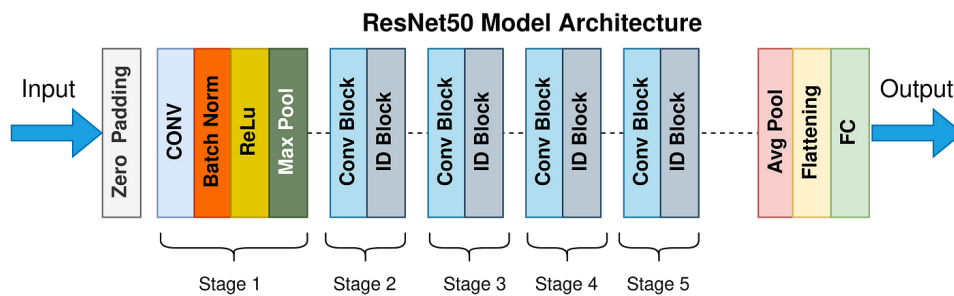 ResNet50 Model Architecture
Input
Zero Padding
CONV
Batch Norm
ReLu
Max Pool
Conv Block
ID Block
Conv Block
ID Block
Conv Block
ID Block
Conv Block
ID Block
Avg Pool
Flattening
FC
Output
Stage 1
Stage 2
Stage 3
Stage 4
Stage 5